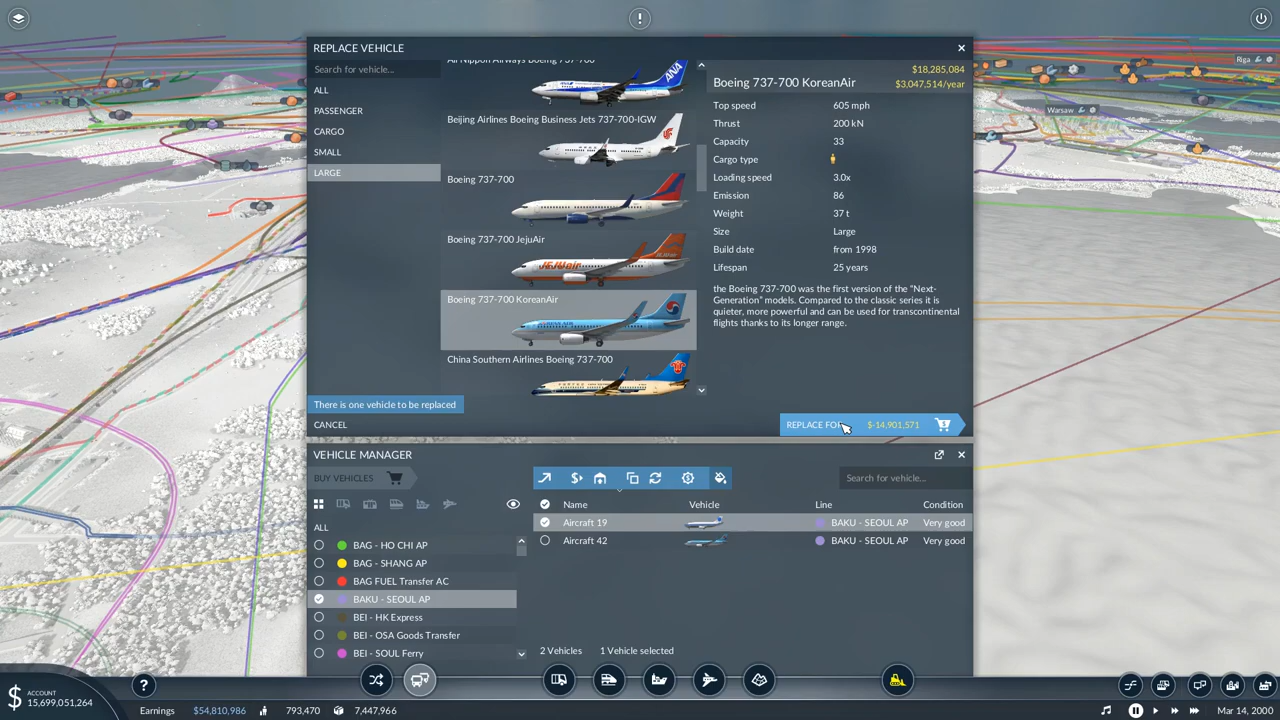 REPLACE VEHICLE
Search for vehicle...
ALL
PASSENGER
CARGO
SMALL
LARGE
Air Nippon Airways Boeing 737-700
ANA
Beijing Airlines Boeing Business Jets 737-700-IGW
Boeing 737-700
Boeing 737-700 JejuAir
JEJUair
Boeing 737-700 KoreanAir
China Southern Airlines Boeing 737-700
$18,285,084
Boeing 737-700 KoreanAir
$3,047,514/year
Top speed 605 mph
Thrust 200 kN
Capacity 33
Cargo type
Loading speed 3.0x
Emission 86
Weight 37 t
Size Large
Build date from 1998
Lifespan 25 years
the Boeing 737-700 was the first version of the "Next-
Generation" models. Compared to the classic series it is
quieter, more powerful and can be used for transcontinental
flights thanks to its longer range.
There is one vehicle to be replaced
CANCEL
REPLACE FOR $-14,901,571
Riga
Warsaw
VEHICLE MANAGER
BUY VEHICLES
Search for vehicle...
ALL
BAG - HO CHI AP
BAG - SHANG AP
BAG FUEL Transfer AC
BAKU - SEOUL AP
BEI - HK Express
BEI - OSA Goods Transfer
BEI - SOUL Ferry
Name Vehicle Line Condition
Aircraft 19 BAKU - SEOUL AP Very good
Aircraft 42 BAKU - SEOUL AP Very good
2 Vehicles 1 Vehicle selected
$ ACCOUNT
15,699,051,264
?
Earnings $54,810,986 793,470 7,447,966
Mar 14, 2000